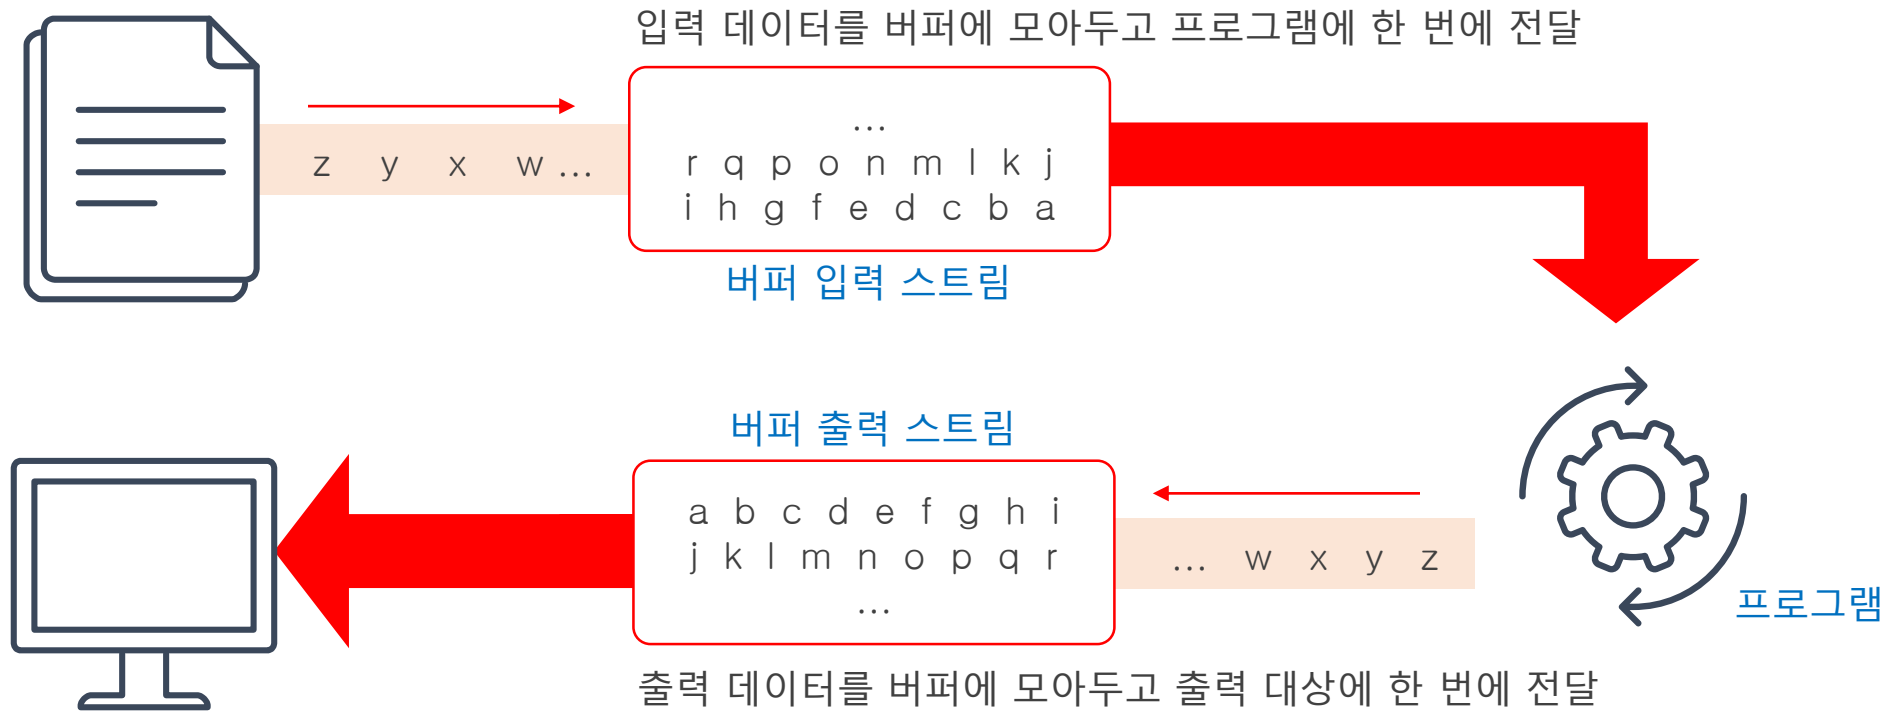 입력 데이터를 버퍼에 모아두고 프로그램에 한 번에 전달
z y x w ...
...
r q p o n m l k j
i h g f e d c b a
버퍼 입력 스트림
버퍼 출력 스트림
a b c d e f g h i
j k l m n o p q r
...
... w x y z
프로그램
출력 데이터를 버퍼에 모아두고 출력 대상에 한 번에 전달